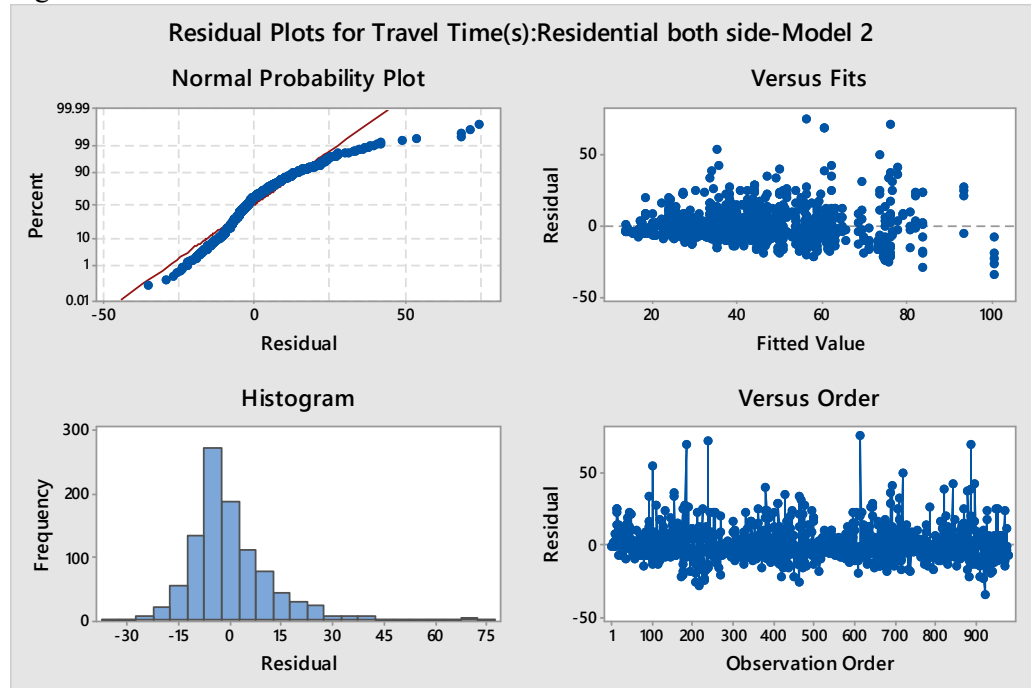 Residual Plots for Travel Time(s):Residential both side-Model 2
Normal Probability Plot
99.99
99
90
50
10
1
0.01
Percent
-50 0 50
Residual
Versus Fits
50
0
-50
Residual
20 40 60 80 100
Fitted Value
Histogram
300
200
100
0
Frequency
-30 -15 0 15 30 45 60 75
Residual
Versus Order
50
0
-50
Residual
1 100 200 300 400 500 600 700 800 900
Observation Order